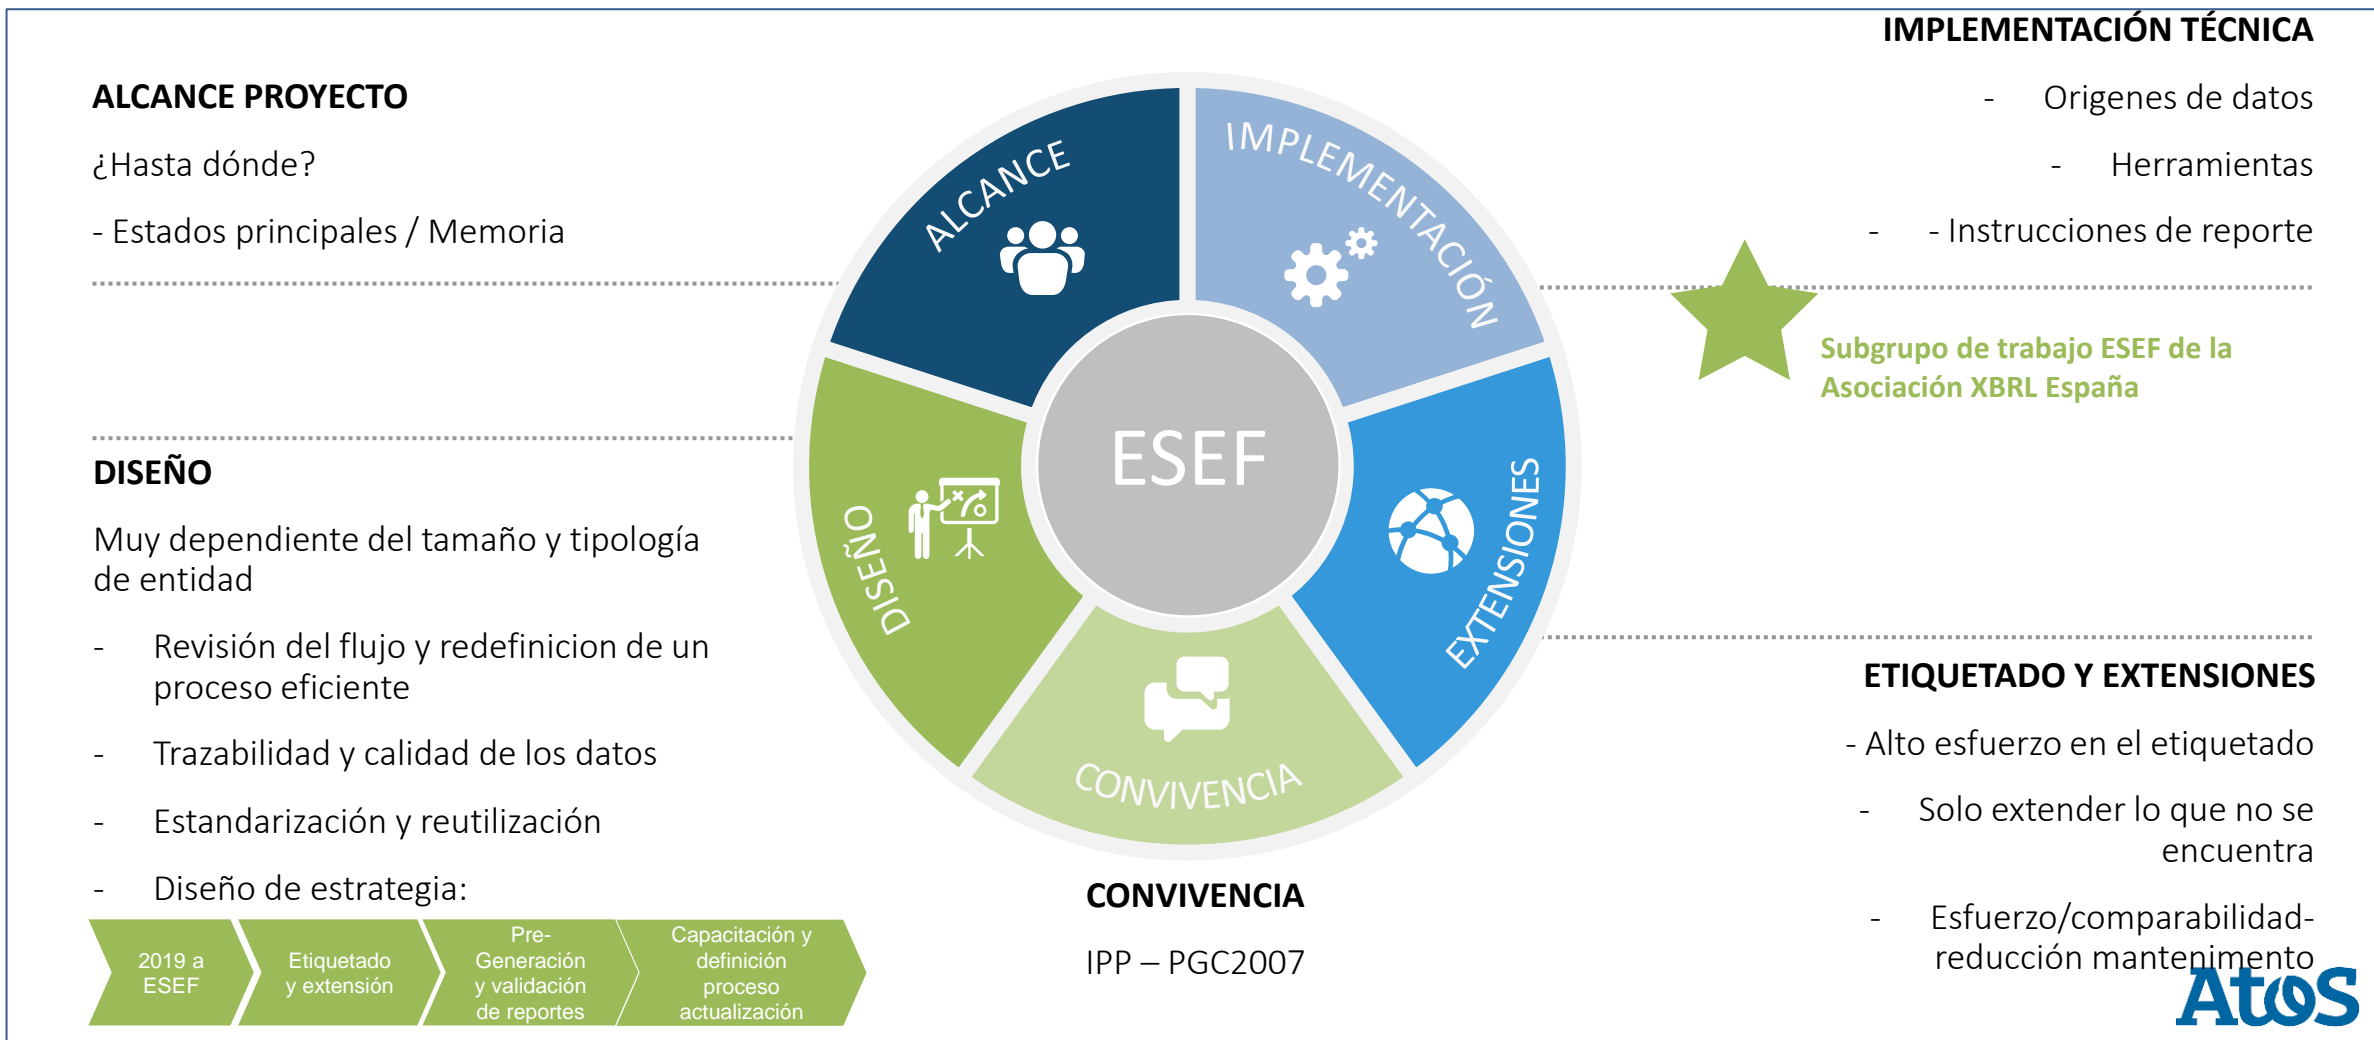 ALCANCE PROYECTO
¿Hasta dónde?
- Estados principales / Memoria
DISEÑO
Muy dependiente del tamaño y tipología
de entidad
- Revisión del flujo y redefinicion de un
proceso eficiente
- Trazabilidad y calidad de los datos
- Estandarización y reutilización
- Diseño de estrategia:
2019 a
ESEF
Etiquetado
y extensión
Pre-
Generación
y validación
de reportes
Capacitación y
definición
proceso
actualización
ALCANCE
IMPLEMENTACIÓN
EXTENSIONES
CONVIVENCIA
DISEÑO
ESEF
CONVIVENCIA
IPP – PGC2007
IMPLEMENTACIÓN TÉCNICA
- Origenes de datos
- Herramientas
- - Instrucciones de reporte
Subgrupo de trabajo ESEF de la
Asociación XBRL España
ETIQUETADO Y EXTENSIONES
- Alto esfuerzo en el etiquetado
- Solo extender lo que no se
encuentra
- Esfuerzo/comparabilidad-
reducción mantenimento
Atos